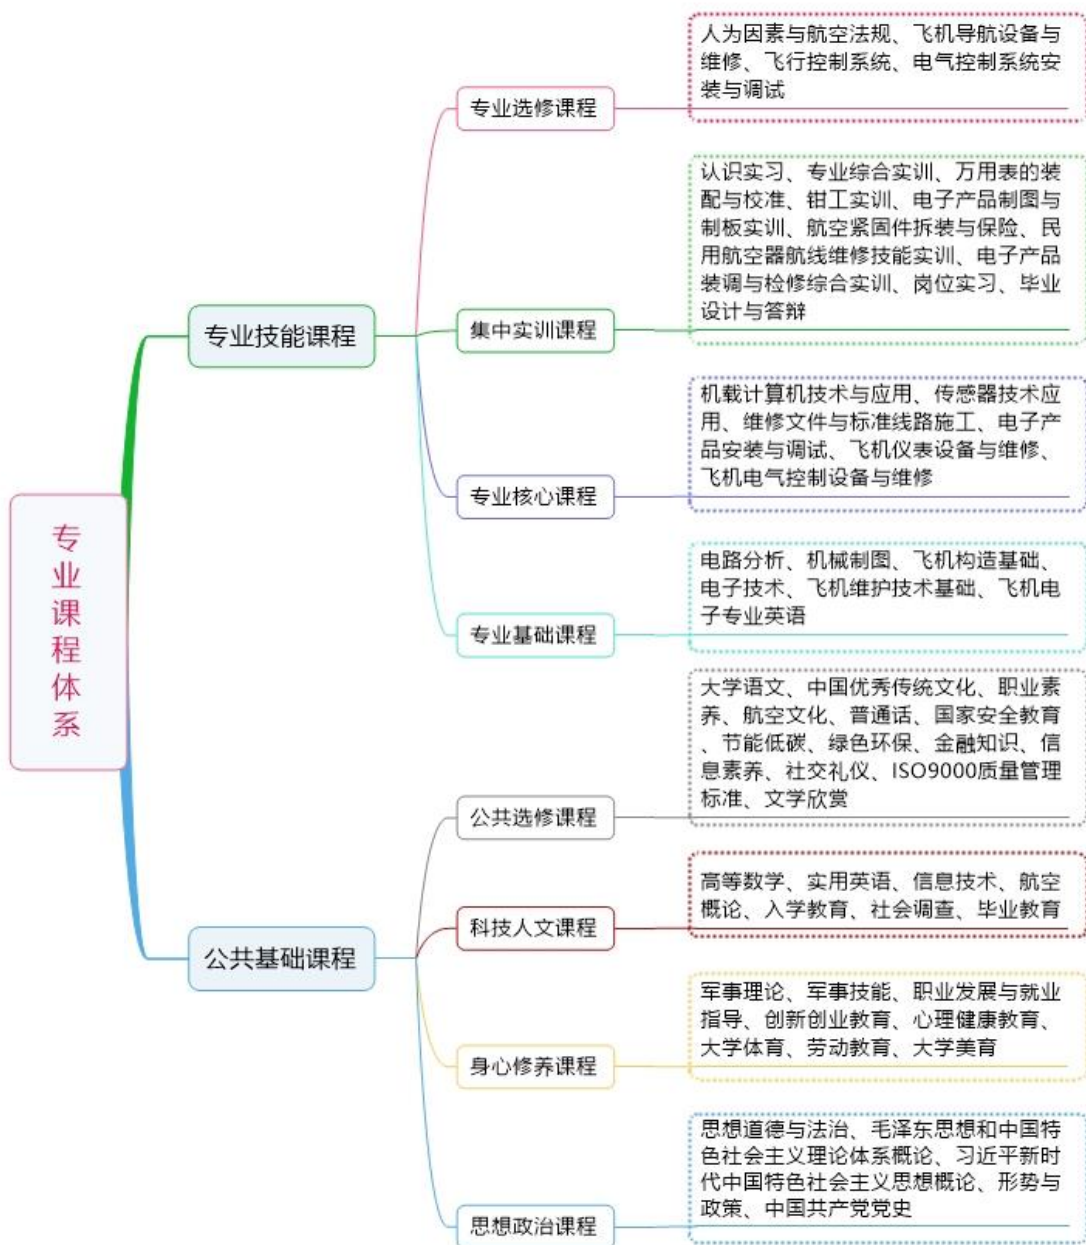 专业课程体系
专业技能课程
专业选修课程
人为因素与航空法规、飞机导航设备与
维修、飞行控制系统、电气控制系统安
装与调试
集中实训课程
认识实习、专业综合实训、万用表的装
配与校准、钳工实训、电子产品制图与
制板实训、航空紧固件拆装与保险、民
用航空器航线维修技能实训、电子产品
装调与检修综合实训、岗位实习、毕业
设计与答辩
专业核心课程
机载计算机技术与应用、传感器技术应
用、维修文件与标准线路施工、电子产
品安装与调试、飞机仪表设备与维修、
飞机电气控制设备与维修
专业基础课程
电路分析、机械制图、飞机构造基础、
电子技术、飞机维护技术基础、飞机电
子专业英语
公共基础课程
公共选修课程
大学语文、中国优秀传统文化、职业素
养、航空文化、普通话、国家安全教育
、节能低碳、绿色环保、金融知识、信
息素养、社交礼仪、ISO9000质量管理
标准、文学欣赏
科技人文课程
高等数学、实用英语、信息技术、航空
概论、入学教育、社会调查、毕业教育
身心修养课程
军事理论、军事技能、职业发展与就业
指导、创新创业教育、心理健康教育、
大学体育、劳动教育、大学美育
思想政治课程
思想道德与法治、毛泽东思想和中国特
色社会主义理论体系概论、习近平新时
代中国特色社会主义思想概论、形势与
政策、中国共产党党史